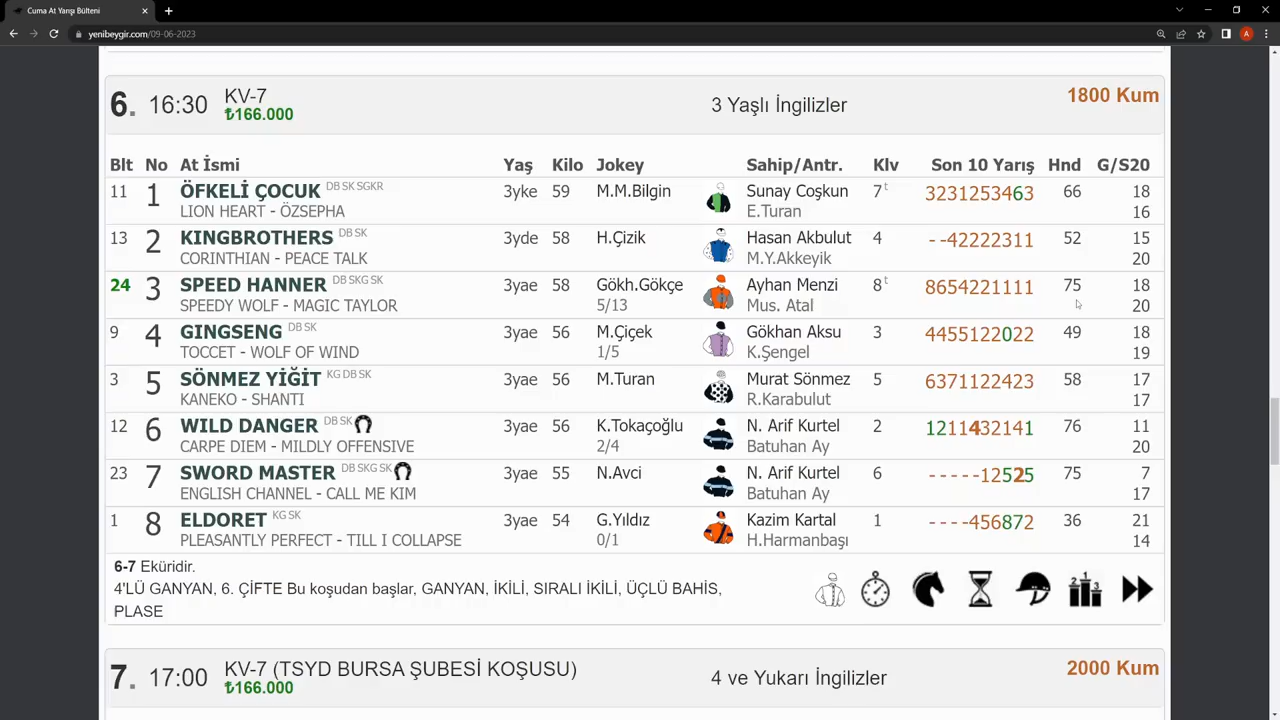 Cuma At Yarışı Bülteni
yenibeygir.com/09-06-2023
A
6. 16:30 KV-7 3 Yaşlı İngilizler 1800 Kum
₺166.000
Blt No At İsmi Yaş Kilo Jokey Sahip/Antr. Klv Son 10 Yarış Hnd G/S20
11 1 ÖFKELİ ÇOCUK DB SK SGKR 3yke 59 M.M.Bilgin Sunay Coşkun 7t 3231253463 66 18
LION HEART - ÖZSEPHA E.Turan 16
13 2 KINGBROTHERS DB SK 3yde 58 H.Çizik Hasan Akbulut 4 --42222311 52 15
CORINTHIAN - PEACE TALK M.Y.Akkeyik 20
24 3 SPEED HANNER DB SKG SK 3yae 58 Gökh.Gökçe Ayhan Menzi 8t 8654221111 75 18
SPEEDY WOLF - MAGIC TAYLOR 5/13 Mus. Atal 20
9 4 GINGSENG DB SK 3yae 56 M.Çiçek Gökhan Aksu 3 4455122022 49 18
TOCCET - WOLF OF WIND 1/5 K.Şengel 19
3 5 SÖNMEZ YİĞİT KG DB SK 3yae 56 M.Turan Murat Sönmez 5 6371122423 58 17
KANEKO - SHANTI R.Karabulut 17
12 6 WILD DANGER DB SK 3yae 56 K.Tokaçoğlu N. Arif Kurtel 2 1211432141 76 11
CARPE DIEM - MILDLY OFFENSIVE 2/4 Batuhan Ay 20
23 7 SWORD MASTER DB SKG SK 3yae 55 N.Avci N. Arif Kurtel 6 -----12525 75 7
ENGLISH CHANNEL - CALL ME KIM Batuhan Ay 17
1 8 ELDORET KG SK 3yae 54 G.Yıldız Kazim Kartal 1 ----456872 36 21
PLEASANTLY PERFECT - TILL I COLLAPSE 0/1 H.Harmanbaşı 14
6-7 Eküridir.
4'LÜ GANYAN, 6. ÇİFTE Bu koşudan başlar, GANYAN, İKİLİ, SIRALI İKİLİ, ÜÇLÜ BAHİS,
PLASE
2 1 3
7. 17:00 KV-7 (TSYD BURSA ŞUBESİ KOŞUSU) 4 ve Yukarı İngilizler 2000 Kum
₺166.000